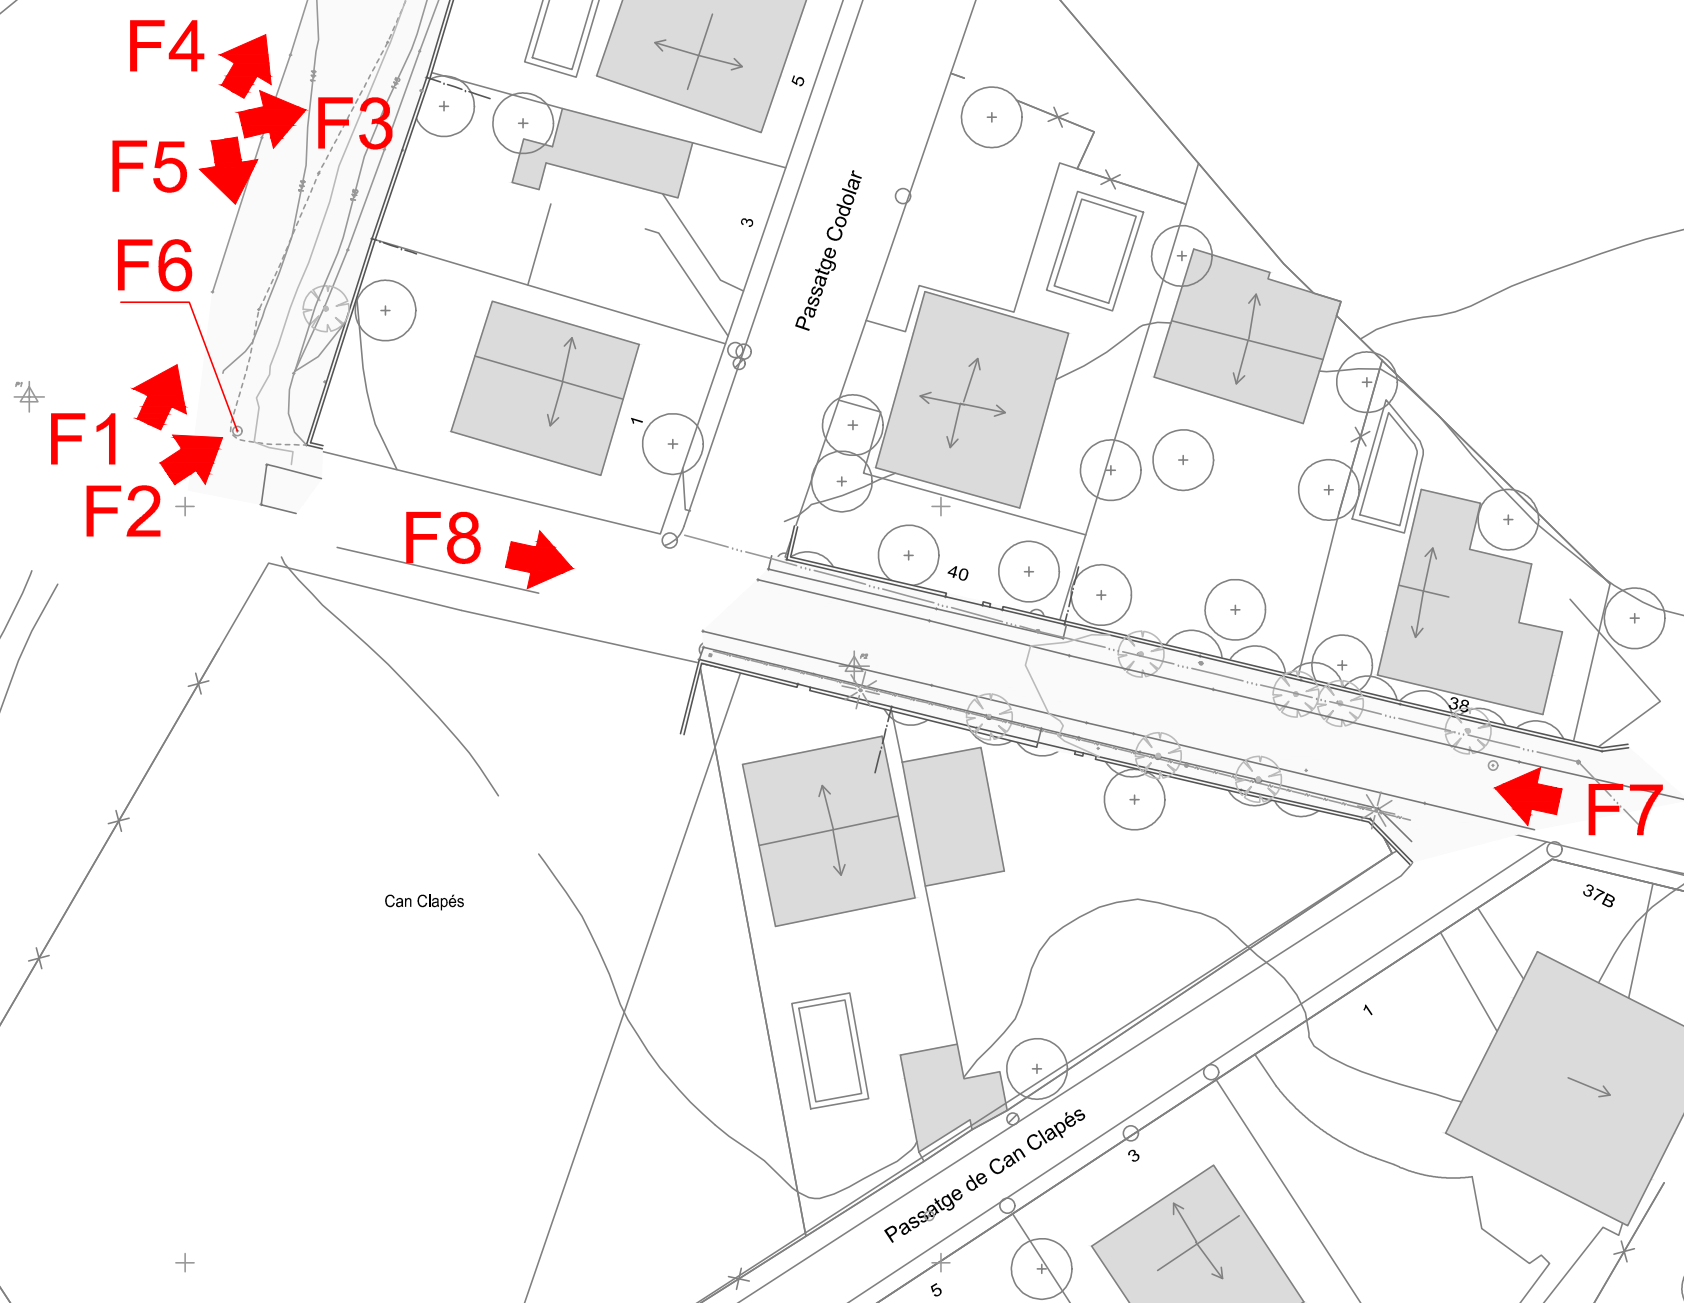 F4
F3
F5
F6
F1
F2
F8
F7
5
3
1
Passatge Codolar
40
38
Can Clapés
37B
1
Passatge de Can Clapés
3
5